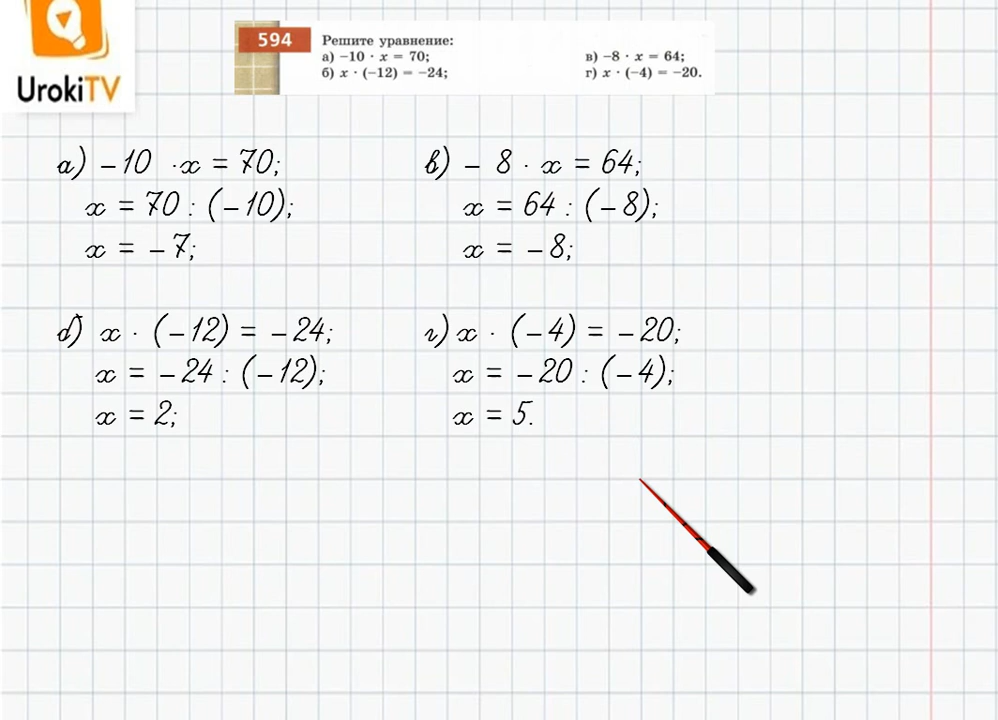 UrokiTV
594
Решите уравнение:
а) −10 · x = 70;
б) x · (−12) = −24;
в) −8 · x = 64;
г) x · (−4) = −20.
а) −10 · x = 70;
x = 70 : (−10);
x = −7;
б) x · (−12) = −24;
x = −24 : (−12);
x = 2;
в) − 8 · x = 64;
x = 64 : (−8);
x = −8;
г) x · (−4) = −20;
x = −20 : (−4);
x = 5.